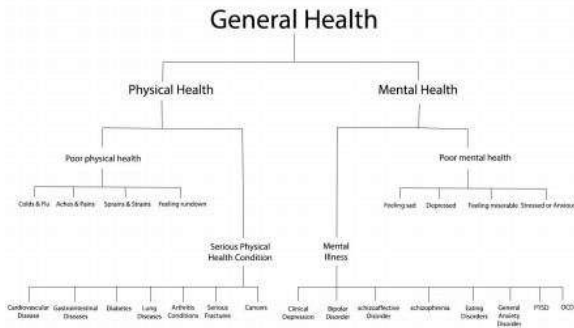 General Health
Physical Health
Mental Health
Poor physical health
Poor mental health
Colds & Flu
Aches & Pains
Sprains & Strains
Feeling rundown
Feeling sad
Depressed
Feeling miserable
Stressed or Anxious
Serious Physical
Health Condition
Mental
Illness
Cardiovascular
Disease
Gastrointestinal
Diseases
Diabetes
Lung
Diseases
Arthritis
Conditions
Serious
Fractures
Cancers
Clinical
Depression
Bipolar
Disorder
schizoaffective
Disorder
schizophrenia
Eating
Disorders
General
Anxiety
Disorder
PTSD
OCD